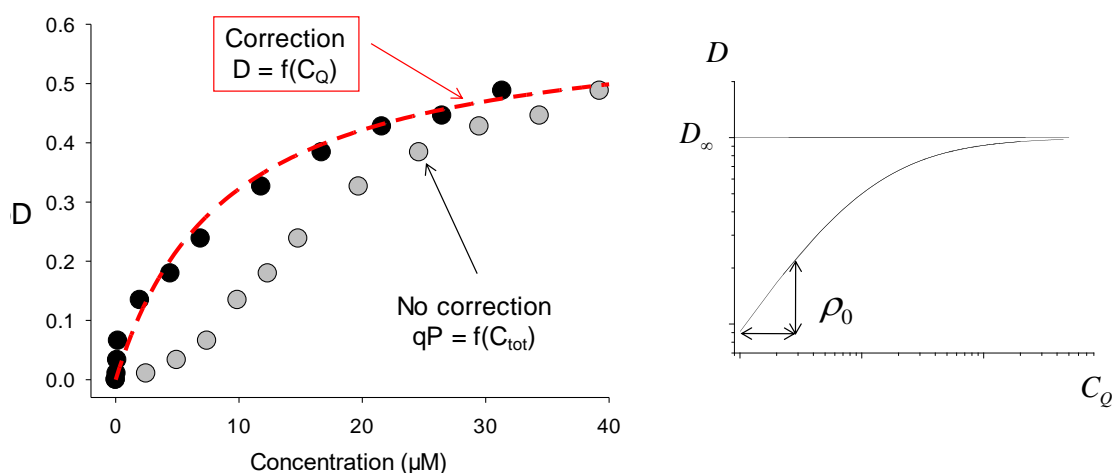 0.6
0.5
0.4
0.3
0.2
0.1
0.0
D
Correction
D = f(C_Q)
No correction
qP = f(C_tot)
0
10
20
30
40
Concentration (µM)
D
D_∞
ρ_0
C_Q